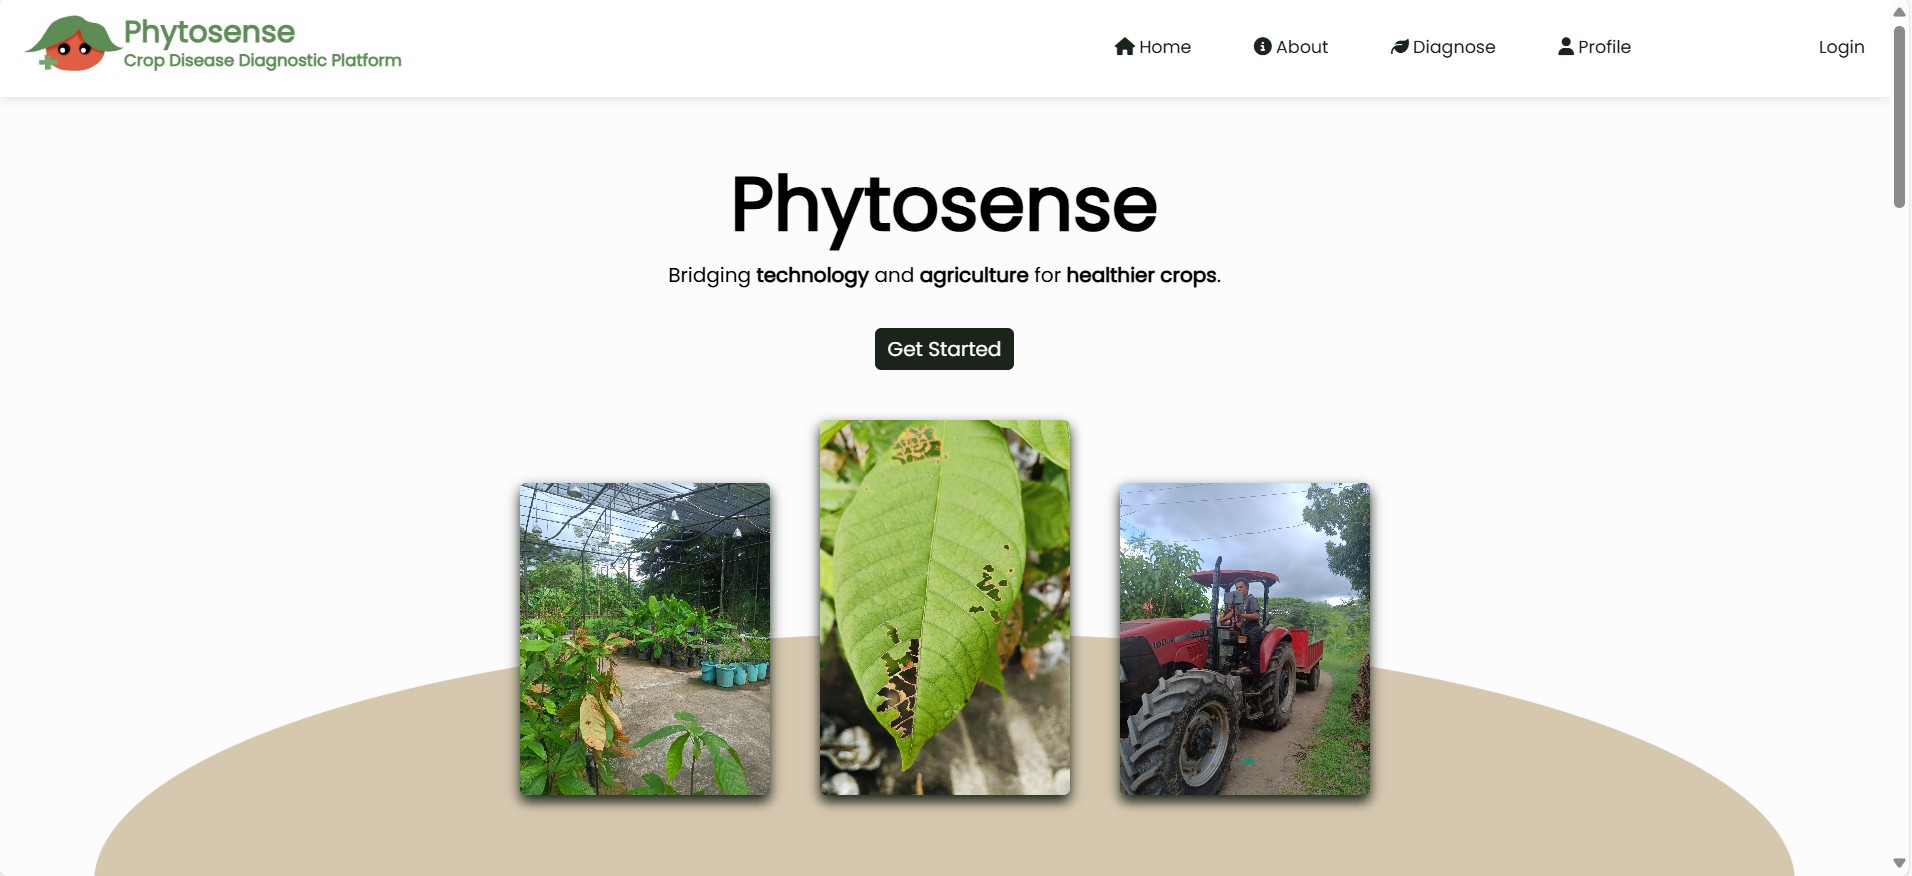 Phytosense
Crop Disease Diagnostic Platform
Home
About
Diagnose
Profile
Login
Phytosense
Bridging technology and agriculture for healthier crops.
Get Started